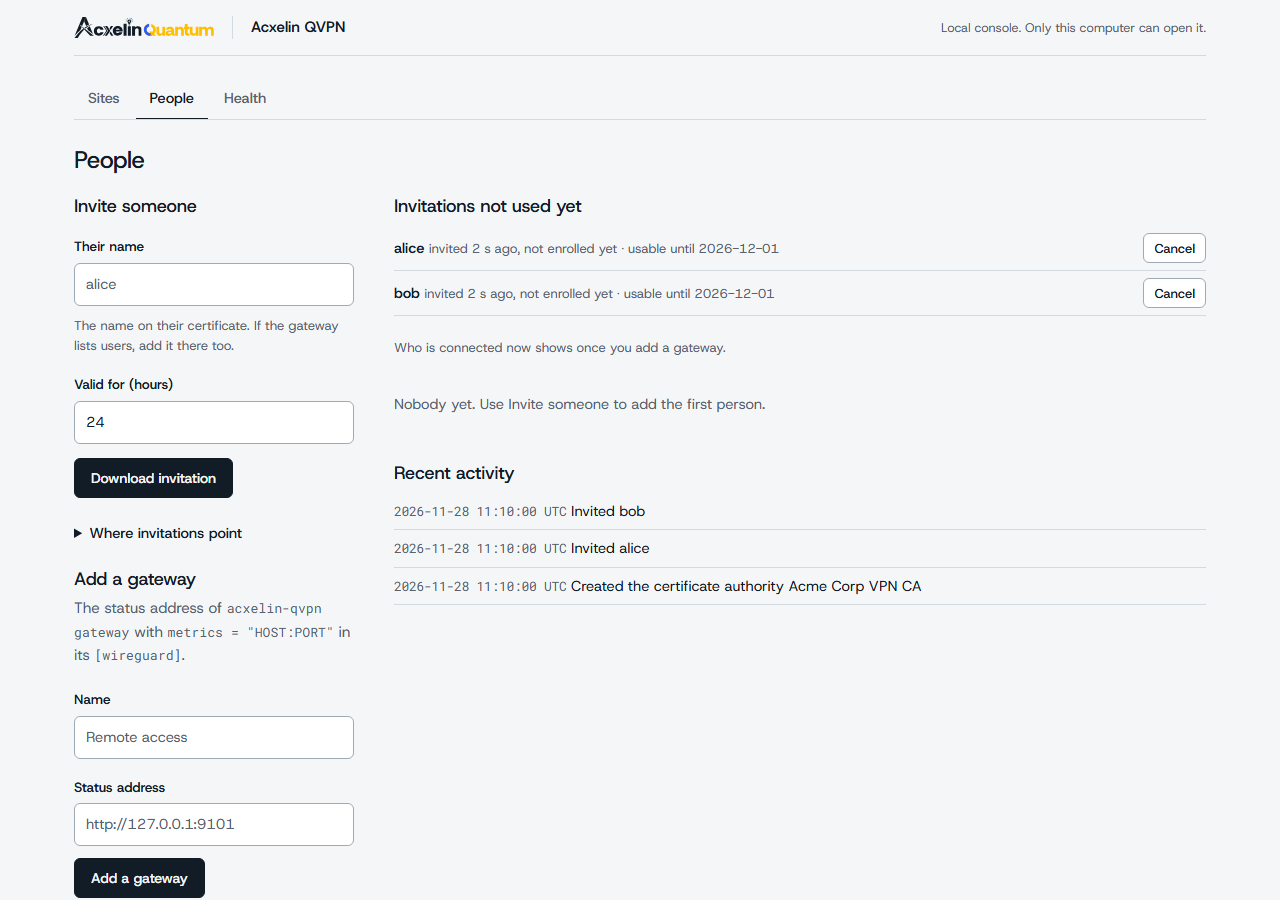 Acxelin Quantum
Acxelin QVPN
Local console. Only this computer can open it.
Sites
People
Health
People
Invite someone
Their name
alice
The name on their certificate. If the gateway
lists users, add it there too.
Valid for (hours)
24
Download invitation
Where invitations point
Add a gateway
The status address of acxelin-qvpn
gateway with metrics = "HOST:PORT" in
its [wireguard].
Name
Remote access
Status address
http://127.0.0.1:9101
Add a gateway
Invitations not used yet
alice invited 2 s ago, not enrolled yet · usable until 2026-12-01
Cancel
bob invited 2 s ago, not enrolled yet · usable until 2026-12-01
Cancel
Who is connected now shows once you add a gateway.
Nobody yet. Use Invite someone to add the first person.
Recent activity
2026-11-28 11:10:00 UTC Invited bob
2026-11-28 11:10:00 UTC Invited alice
2026-11-28 11:10:00 UTC Created the certificate authority Acme Corp VPN CA